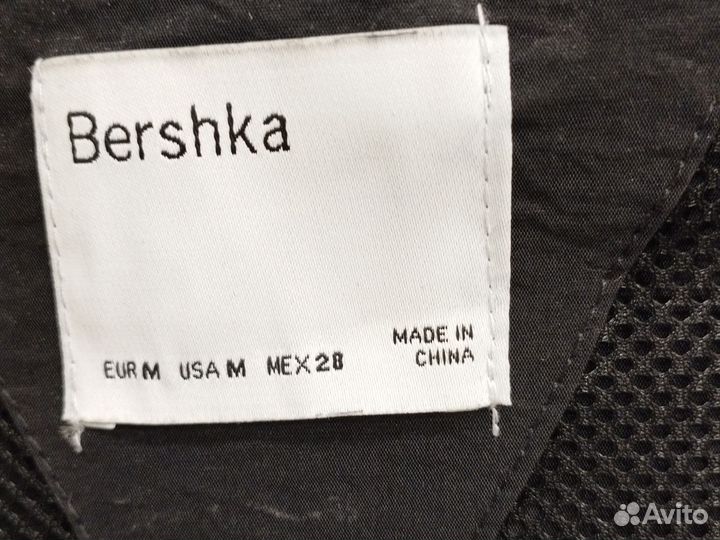 Bershka
EUR M USA M MEX 28
MADE IN
CHINA
Avito